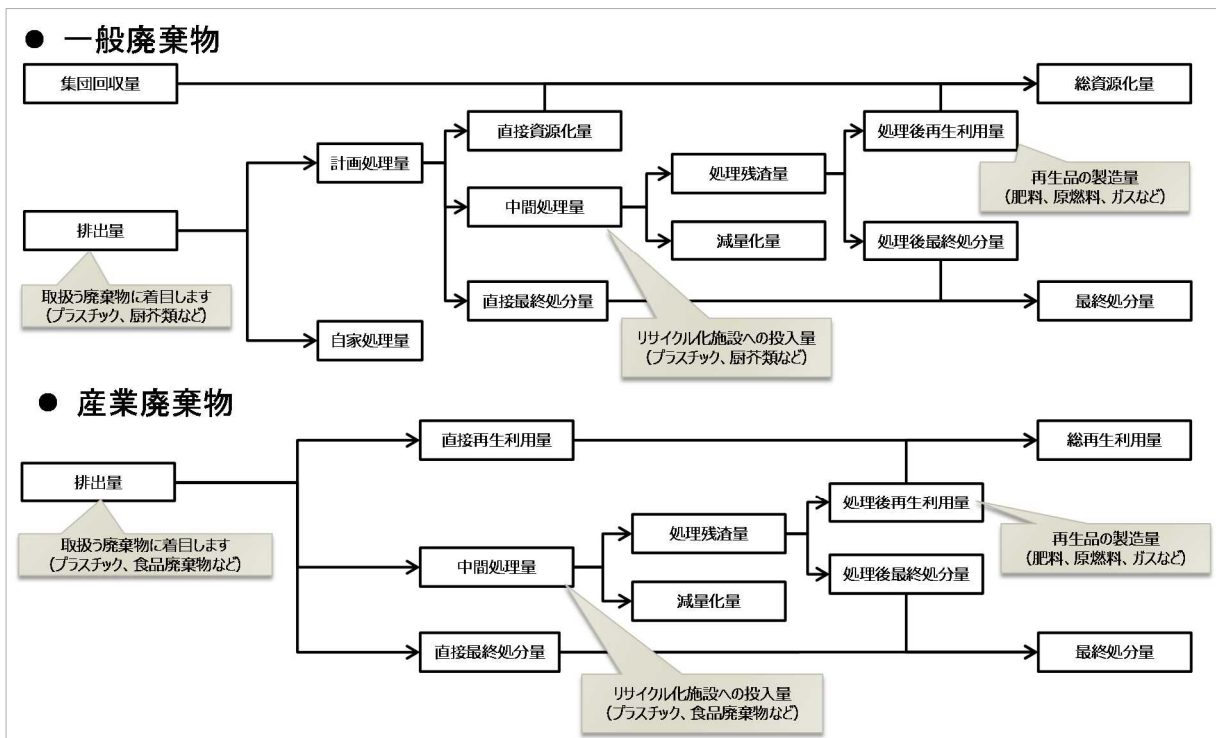 ● 一般廃棄物
集団回収量
総資源化量
直接資源化量
処理後再生利用量
計画処理量
処理残渣量
再生品の製造量
(肥料、原燃料、ガスなど)
中間処理量
排出量
減量化量
処理後最終処分量
取扱う廃棄物に着目します
(プラスチック、厨芥類など)
直接最終処分量
最終処分量
自家処理量
リサイクル化施設への投入量
(プラスチック、厨芥類など)
● 産業廃棄物
直接再生利用量
総再生利用量
排出量
処理後再生利用量
取扱う廃棄物に着目します
(プラスチック、食品廃棄物など)
処理残渣量
再生品の製造量
(肥料、原燃料、ガスなど)
中間処理量
処理後最終処分量
減量化量
直接最終処分量
最終処分量
リサイクル化施設への投入量
(プラスチック、食品廃棄物など)